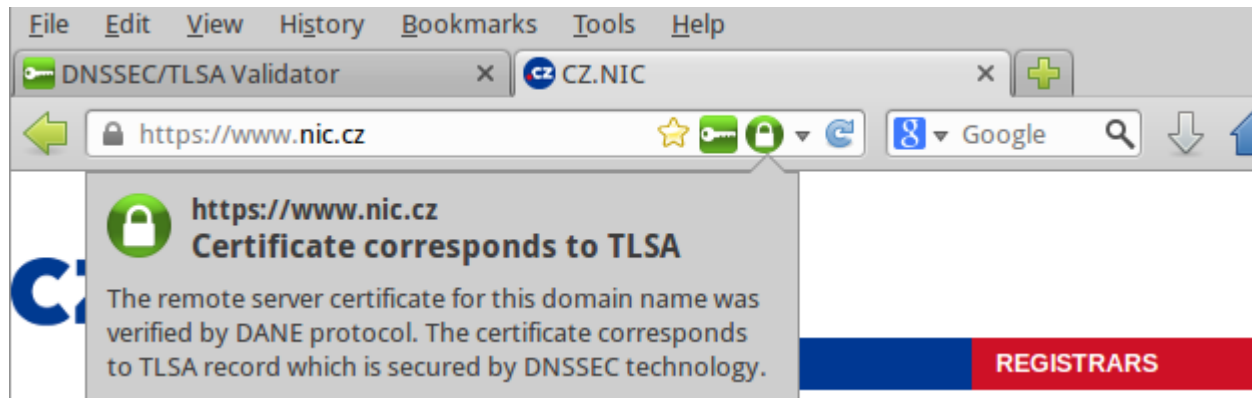 File Edit View History Bookmarks Tools Help
DNSSEC/TLSA Validator × CZ CZ.NIC ×
https://www.nic.cz 8 Google
https://www.nic.cz
Certificate corresponds to TLSA
The remote server certificate for this domain name was
verified by DANE protocol. The certificate corresponds
to TLSA record which is secured by DNSSEC technology.
REGISTRARS